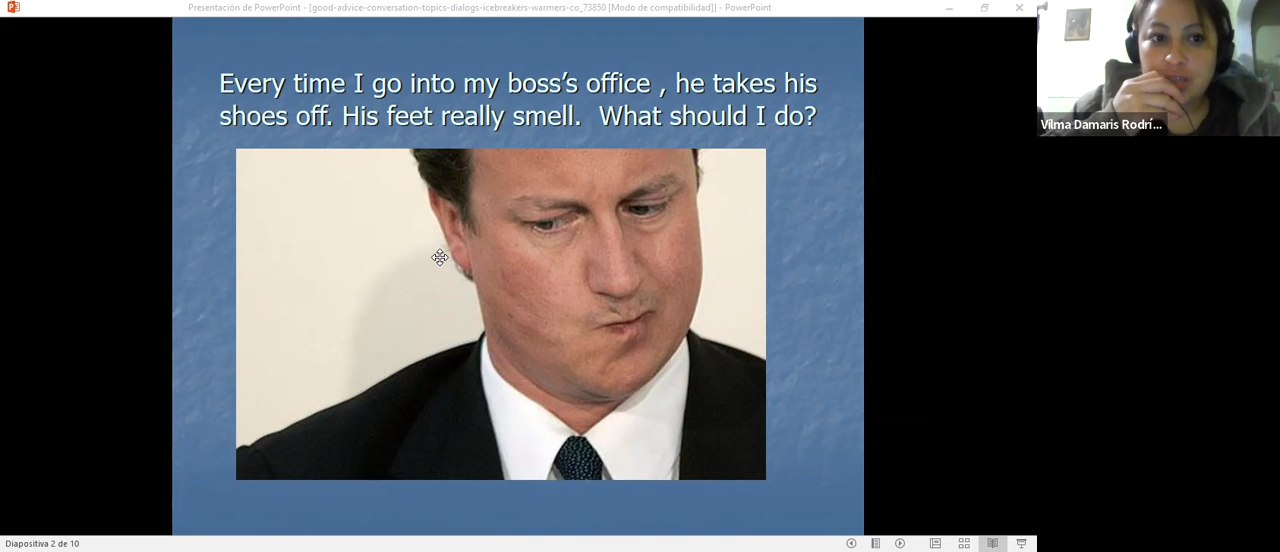 Presentación de PowerPoint - [good-advice-conversation-topics-dialogs-icebreakers-warmers-co_73850 [Modo de compatibilidad]] - PowerPoint
Every time I go into my boss’s office , he takes his
shoes off. His feet really smell.  What should I do?
Vilma Damaris Rodrí...
Diapositiva 2 de 10